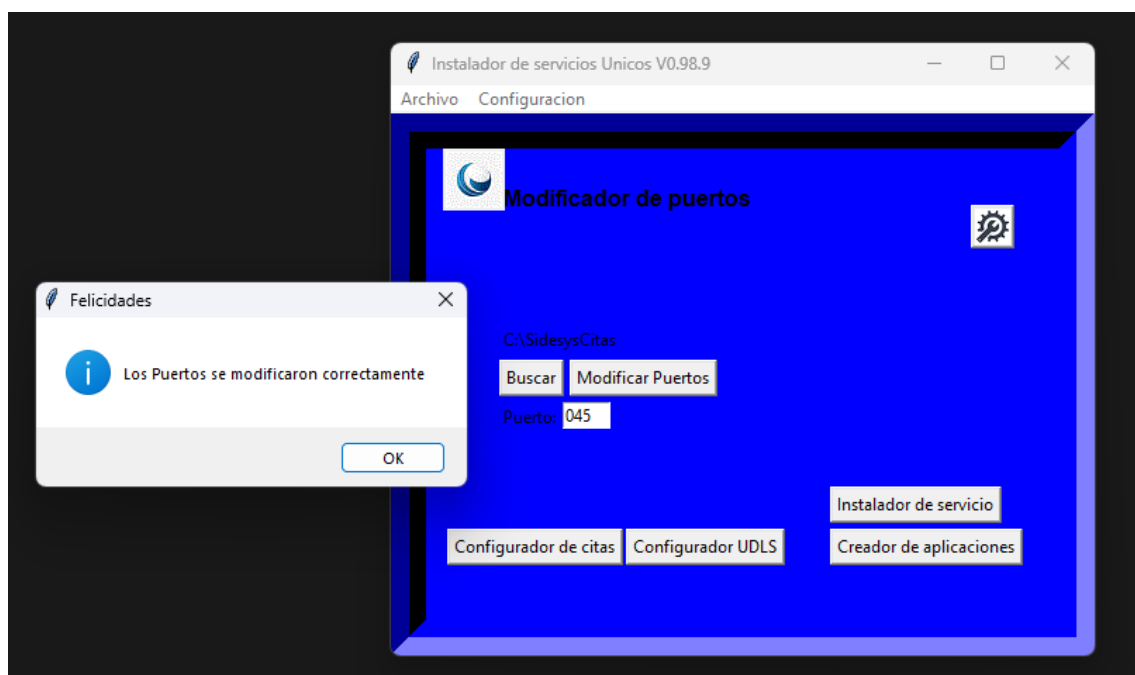 Instalador de servicios Unicos V0.98.9
Archivo Configuracion
Modificador de puertos
Felicidades
Los Puertos se modificaron correctamente
OK
C:\SidesysCitas
Buscar Modificar Puertos
Puerto: 045
Instalador de servicio
Configurador de citas Configurador UDLS Creador de aplicaciones